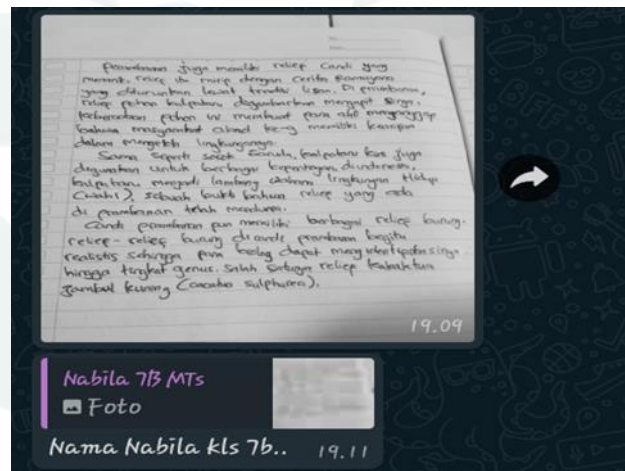 Prambanan juga memiliki relief candi yang
menarik, relief itu mirip dengan cerita Ramayana
yang diturunkan lewat tradisi lisan. Di prambanan,
relief pohon kalpataru digambarkan mengapit singa.
keberadaan pohon ini membuat para ahli menganggap
bahwa masyarakat abad ke-9 memiliki kearifan
dalam mengelola lingkungannya.
Sama seperti sosok Garuda, kalpataru kini juga
digunakan untuk berbagai kepentingan di indonesia.
kalpataru menjadi lambang wahana lingkungan Hidup
(Walhi), sebuah bukti bahwa relief yang ada
di prambanan telah mendunia.
Candi prambanan pun memiliki berbagai relief burung.
relief-relief burung di candi prambanan begitu
realistis sehingga para biolog dapat
hingga tingkat genus. Salah Satunya relief kakaktua
Jambul kuning (cacatua sulphurea).
19.09
Nabila 7B MTs
Foto
Nama Nabila kls 7b..
19.11